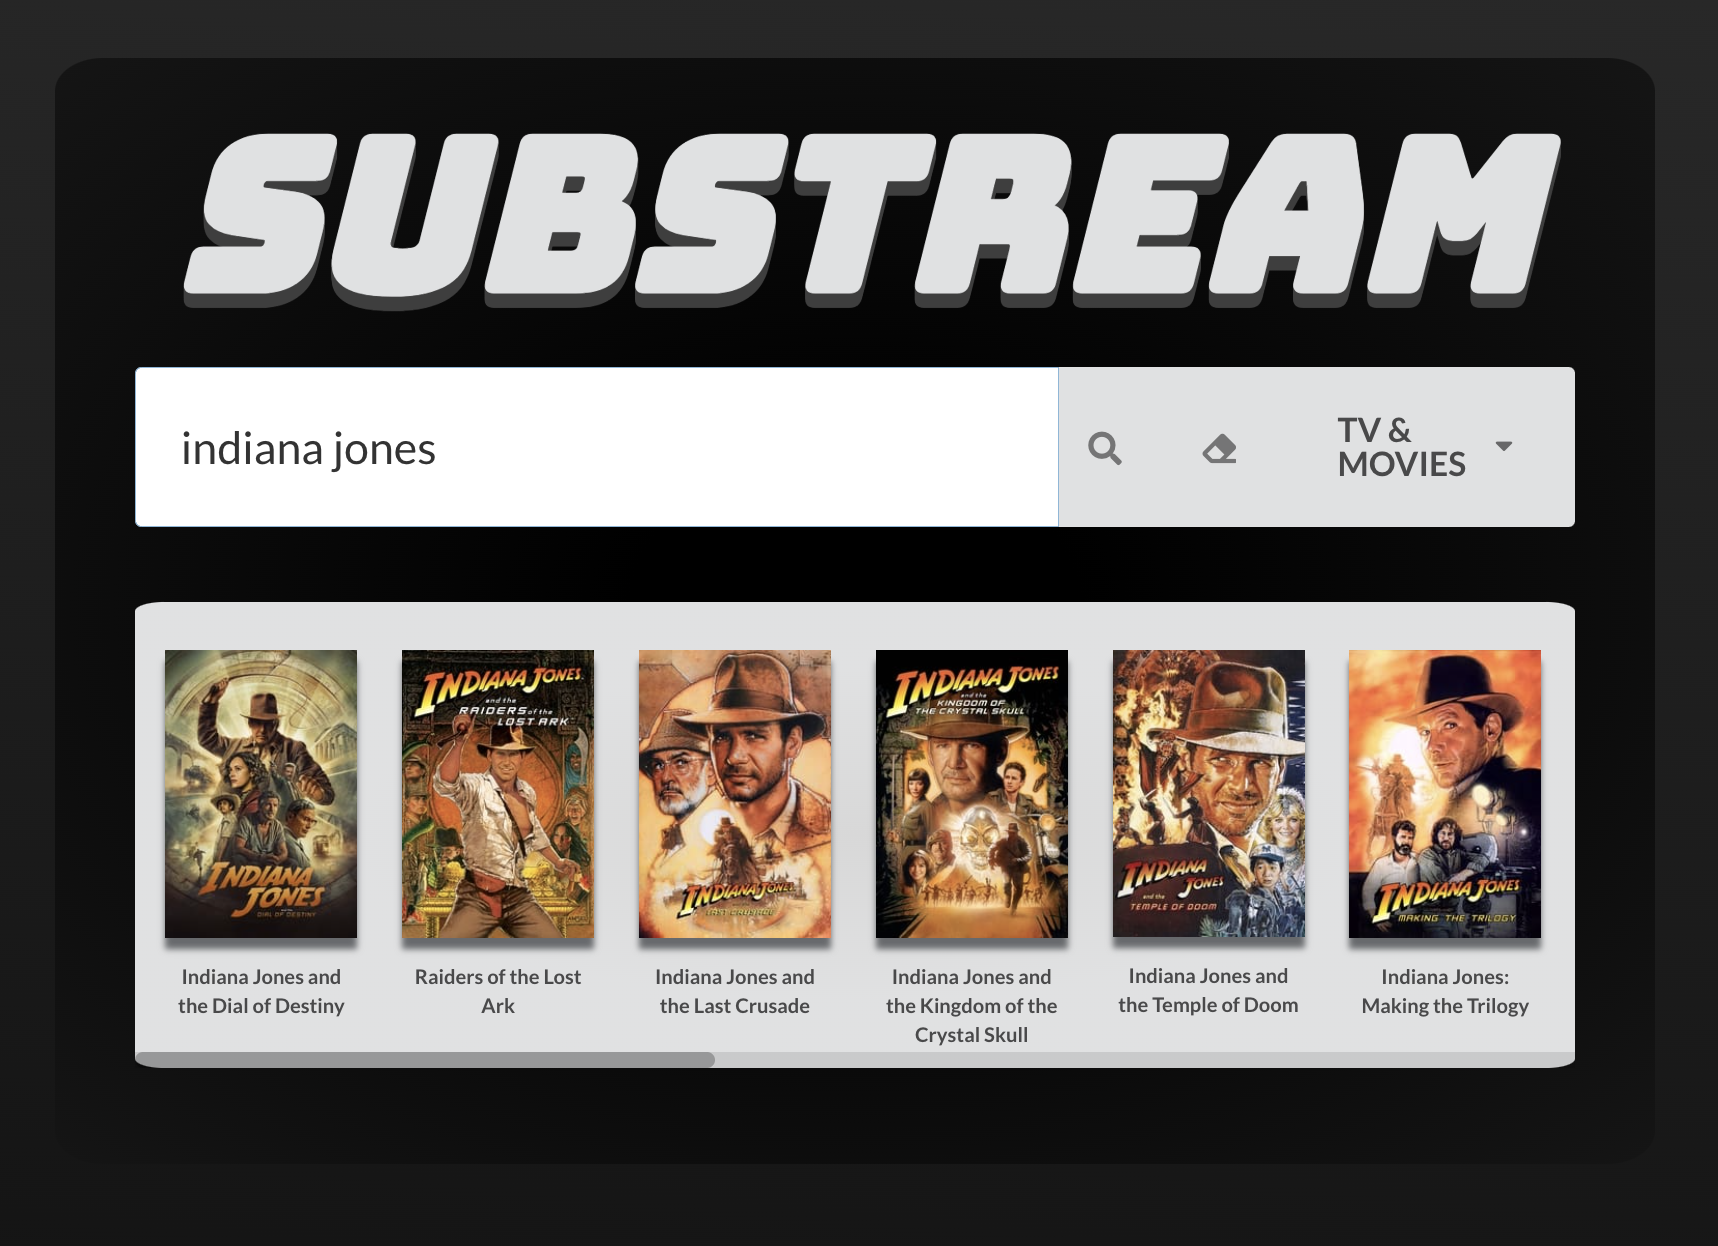 SUBSTREAM
indiana jones
TV &
MOVIES
INDIANA
JONES
DIAL OF DESTINY
INDIANA JONES
and the
RAIDERS of the
LOST ARK
INDIANA JONES
LAST CRUSADE
INDIANA JONES
and the
KINGDOM OF
THE CRYSTAL SKULL
INDIANA
JONES
and the
TEMPLE OF DOOM
INDIANA JONES
MAKING THE TRILOGY
Indiana Jones and
the Dial of Destiny
Raiders of the Lost
Ark
Indiana Jones and
the Last Crusade
Indiana Jones and
the Kingdom of the
Crystal Skull
Indiana Jones and
the Temple of Doom
Indiana Jones:
Making the Trilogy